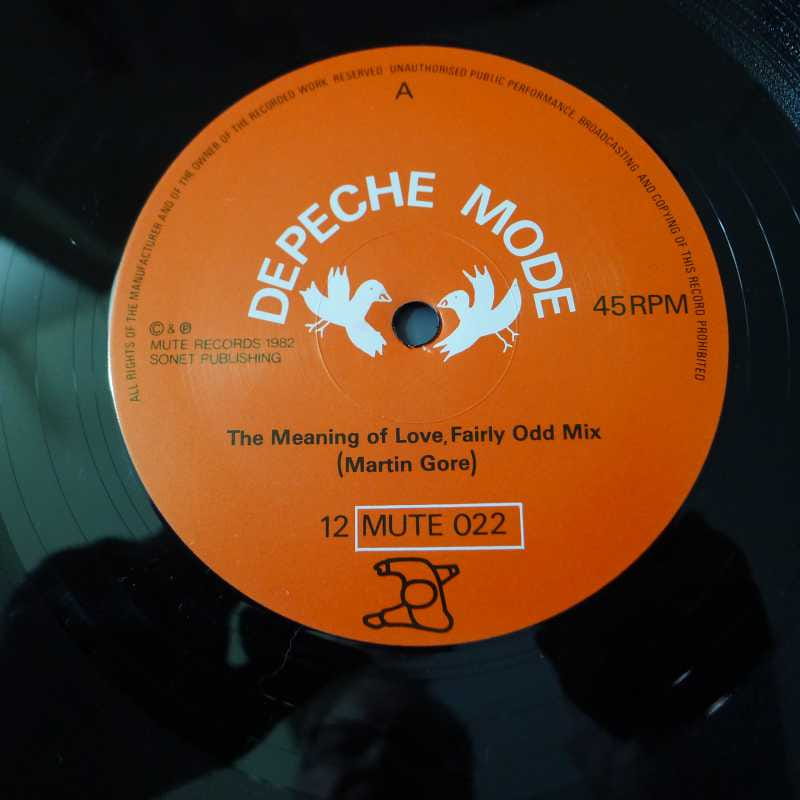 ALL RIGHTS OF THE MANUFACTURER AND OF THE OWNER OF THE RECORDED WORK RESERVED UNAUTHORISED PUBLIC PERFORMANCE, BROADCASTING AND COPYING OF THIS RECORD PROHIBITED
A
DEPECHE MODE
45 RPM
© & ℗
MUTE RECORDS 1982
SONET PUBLISHING
The Meaning of Love, Fairly Odd Mix
(Martin Gore)
12 MUTE 022